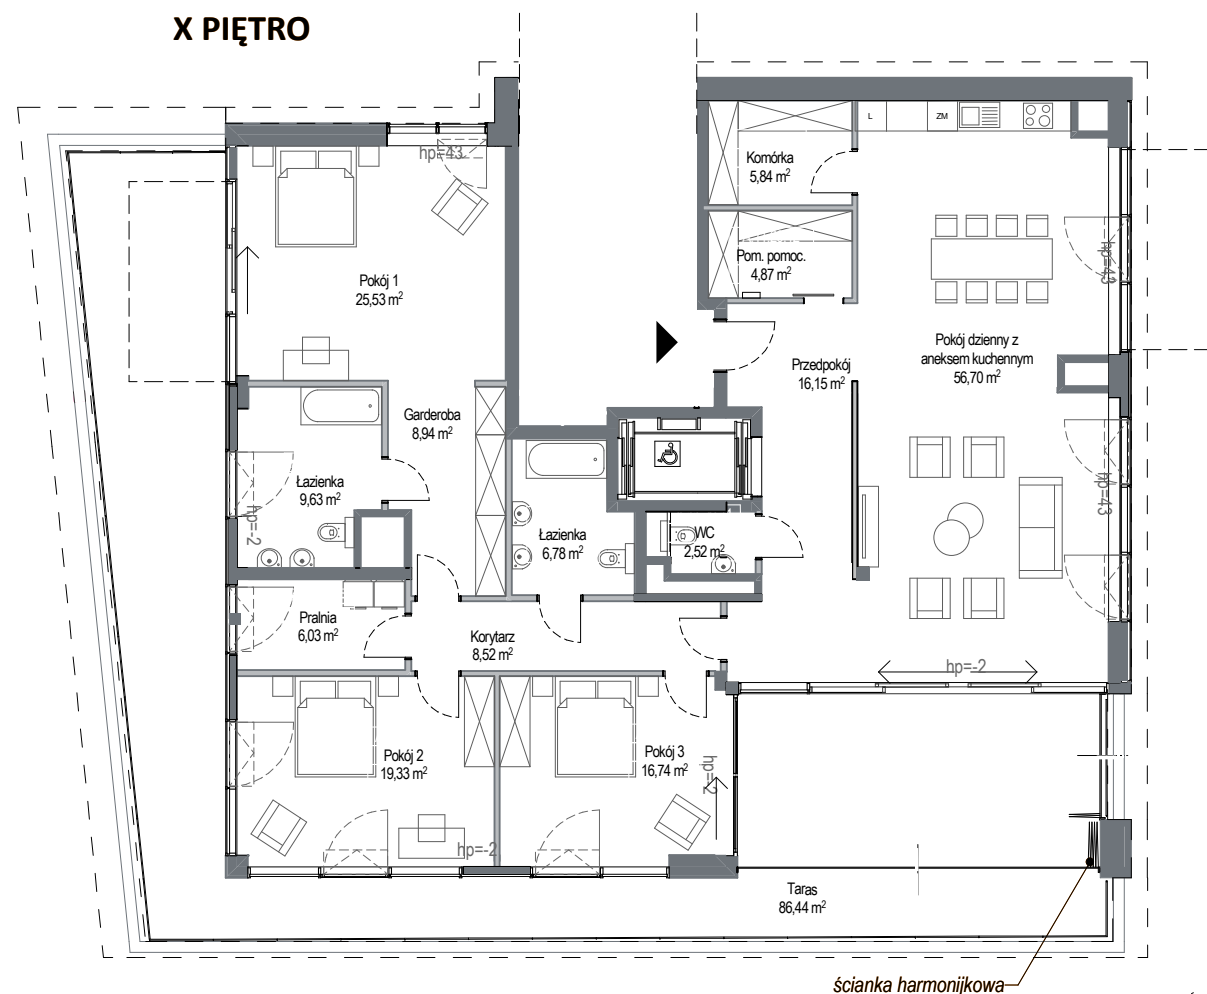 X PIĘTRO
hp=43
L
ZM
Komórka
5,84 m²
Pom. pomoc.
4,87 m²
hp=43
Pokój 1
25,53 m²
Przedpokój
16,15 m²
Pokój dzienny z
aneksem kuchennym
56,70 m²
Garderoba
8,94 m²
Łazienka
9,63 m²
hp=-2
Łazienka
6,78 m²
WC
2,52 m²
hp=43
Pralnia
6,03 m²
Korytarz
8,52 m²
hp=-2
Pokój 2
19,33 m²
Pokój 3
16,74 m²
hp=-2
hp=-2
Taras
86,44 m²
ścianka harmonijkowa